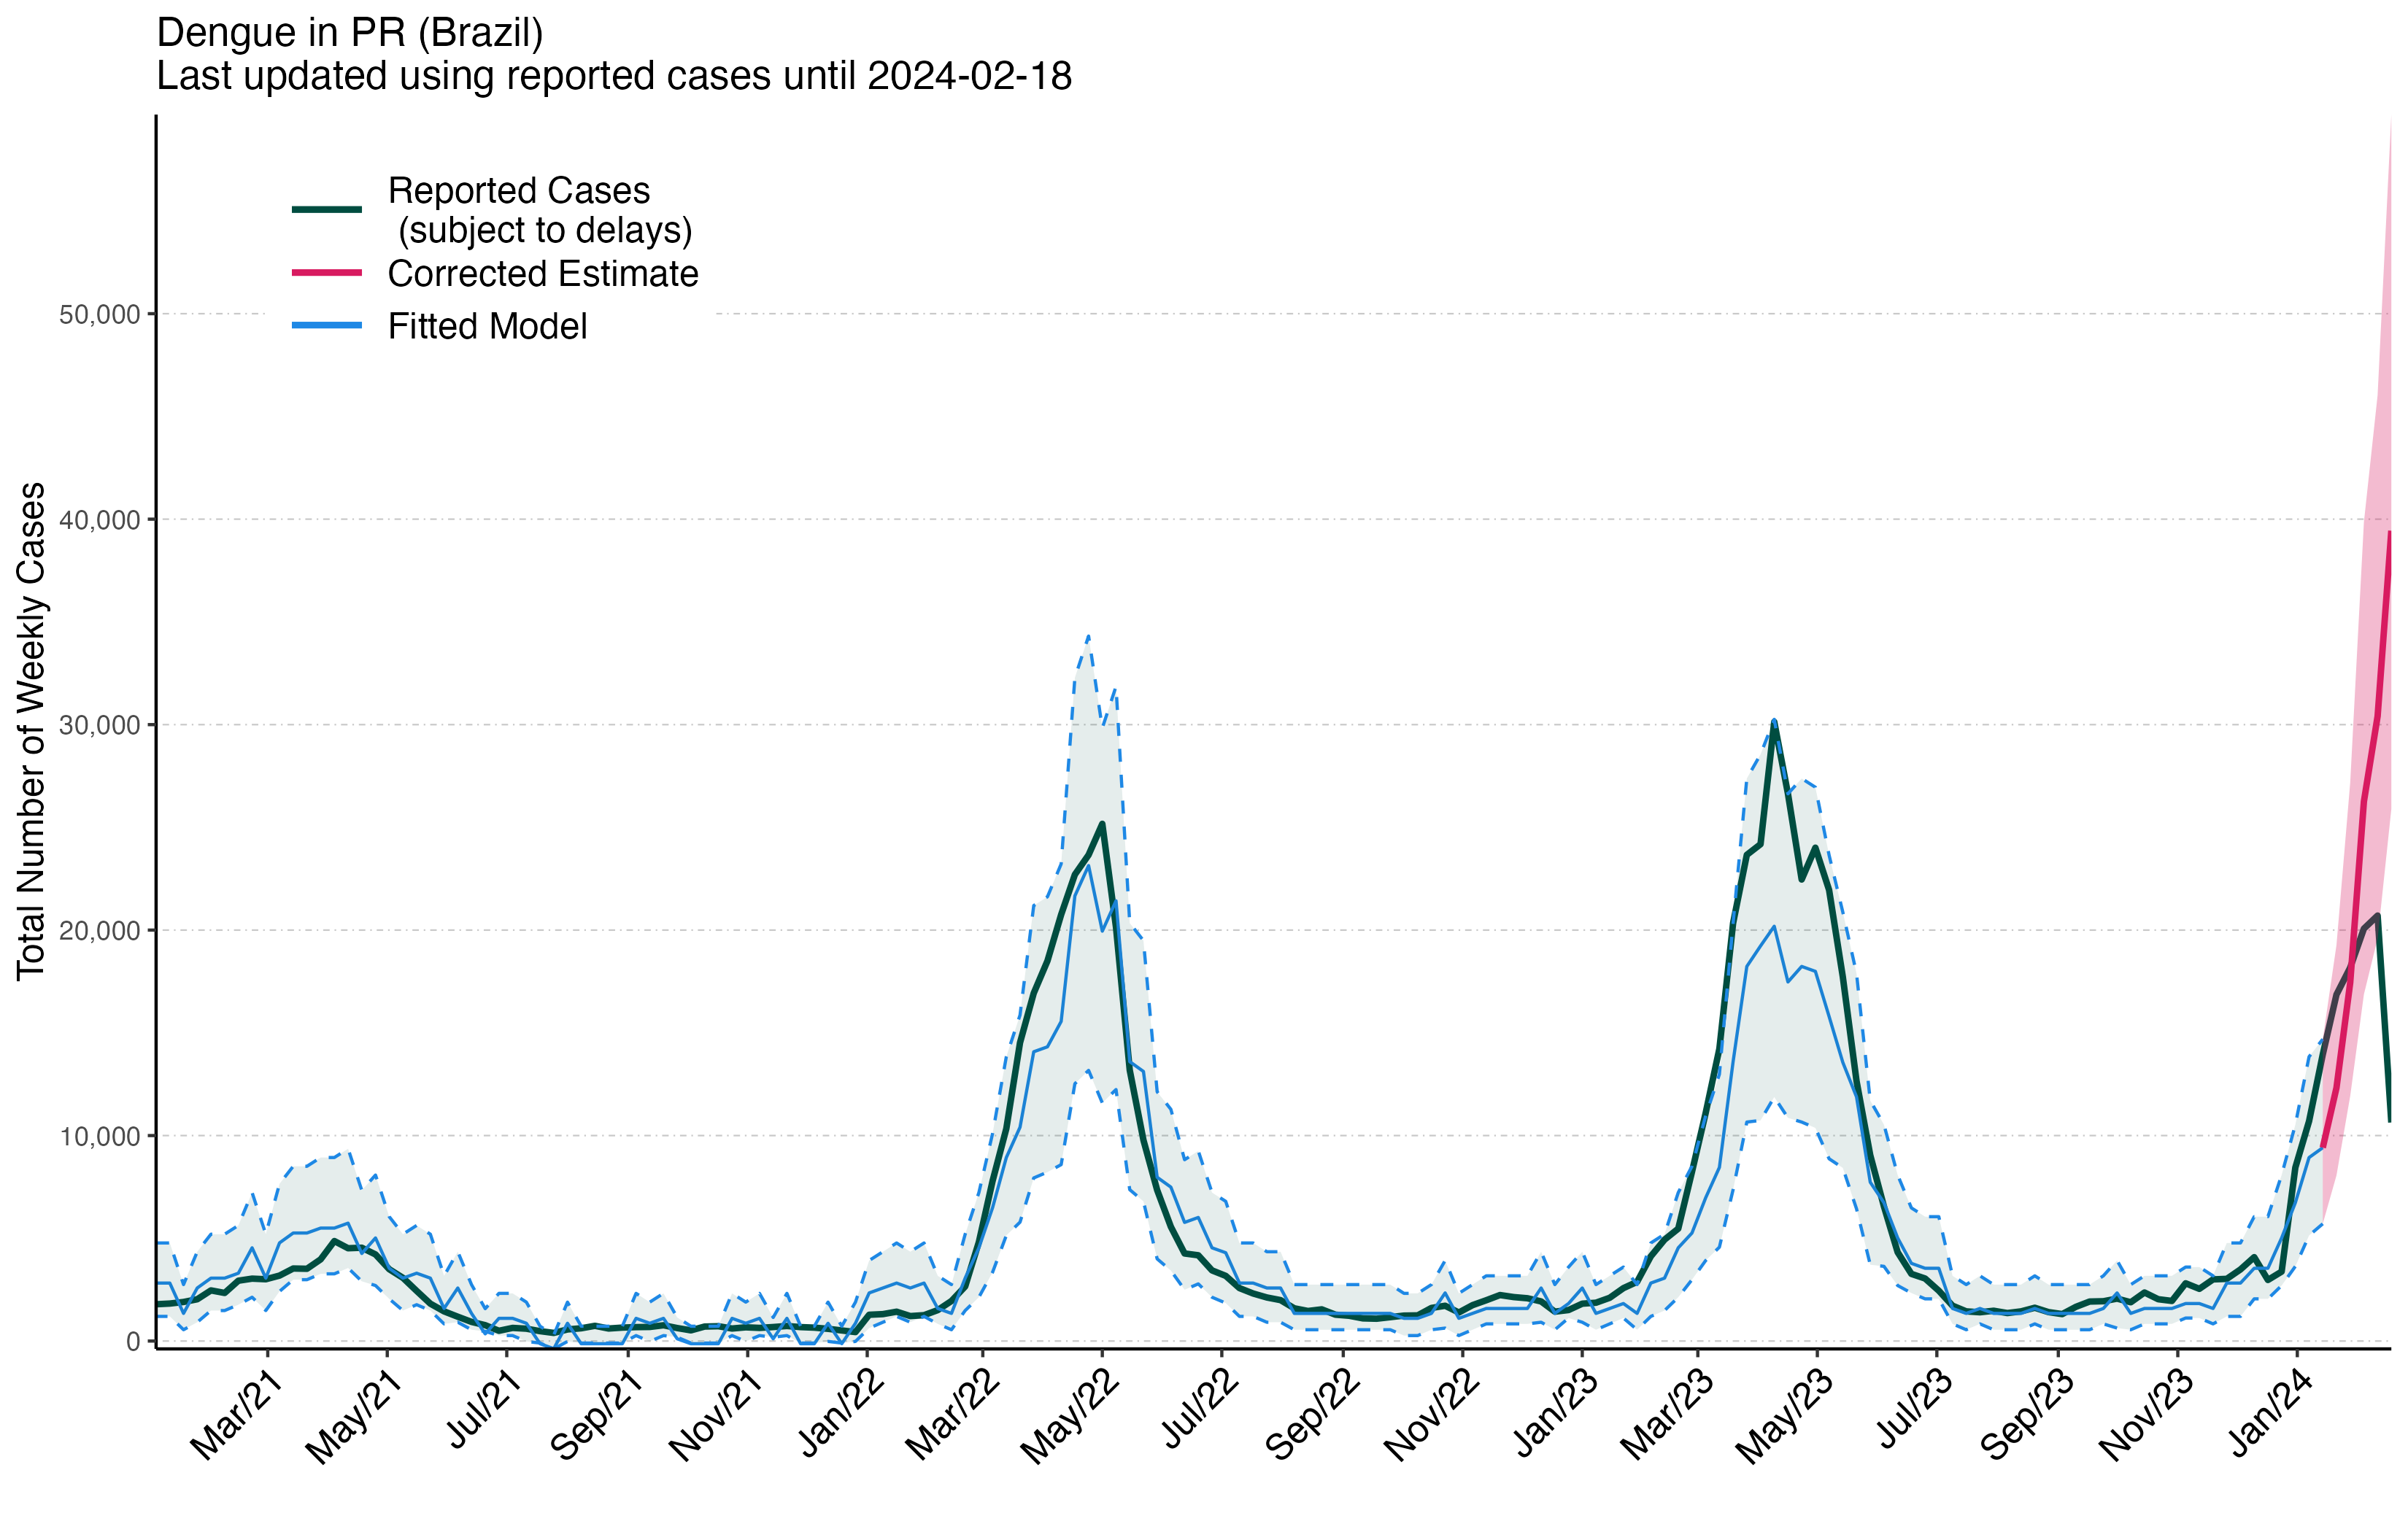 Dengue in PR (Brazil)
Last updated using reported cases until 2024-02-18
Reported Cases
(subject to delays)
Corrected Estimate
Fitted Model
Total Number of Weekly Cases
50,000
40,000
30,000
20,000
10,000
0
Mar/21
May/21
Jul/21
Sep/21
Nov/21
Jan/22
Mar/22
May/22
Jul/22
Sep/22
Nov/22
Jan/23
Mar/23
May/23
Jul/23
Sep/23
Nov/23
Jan/24